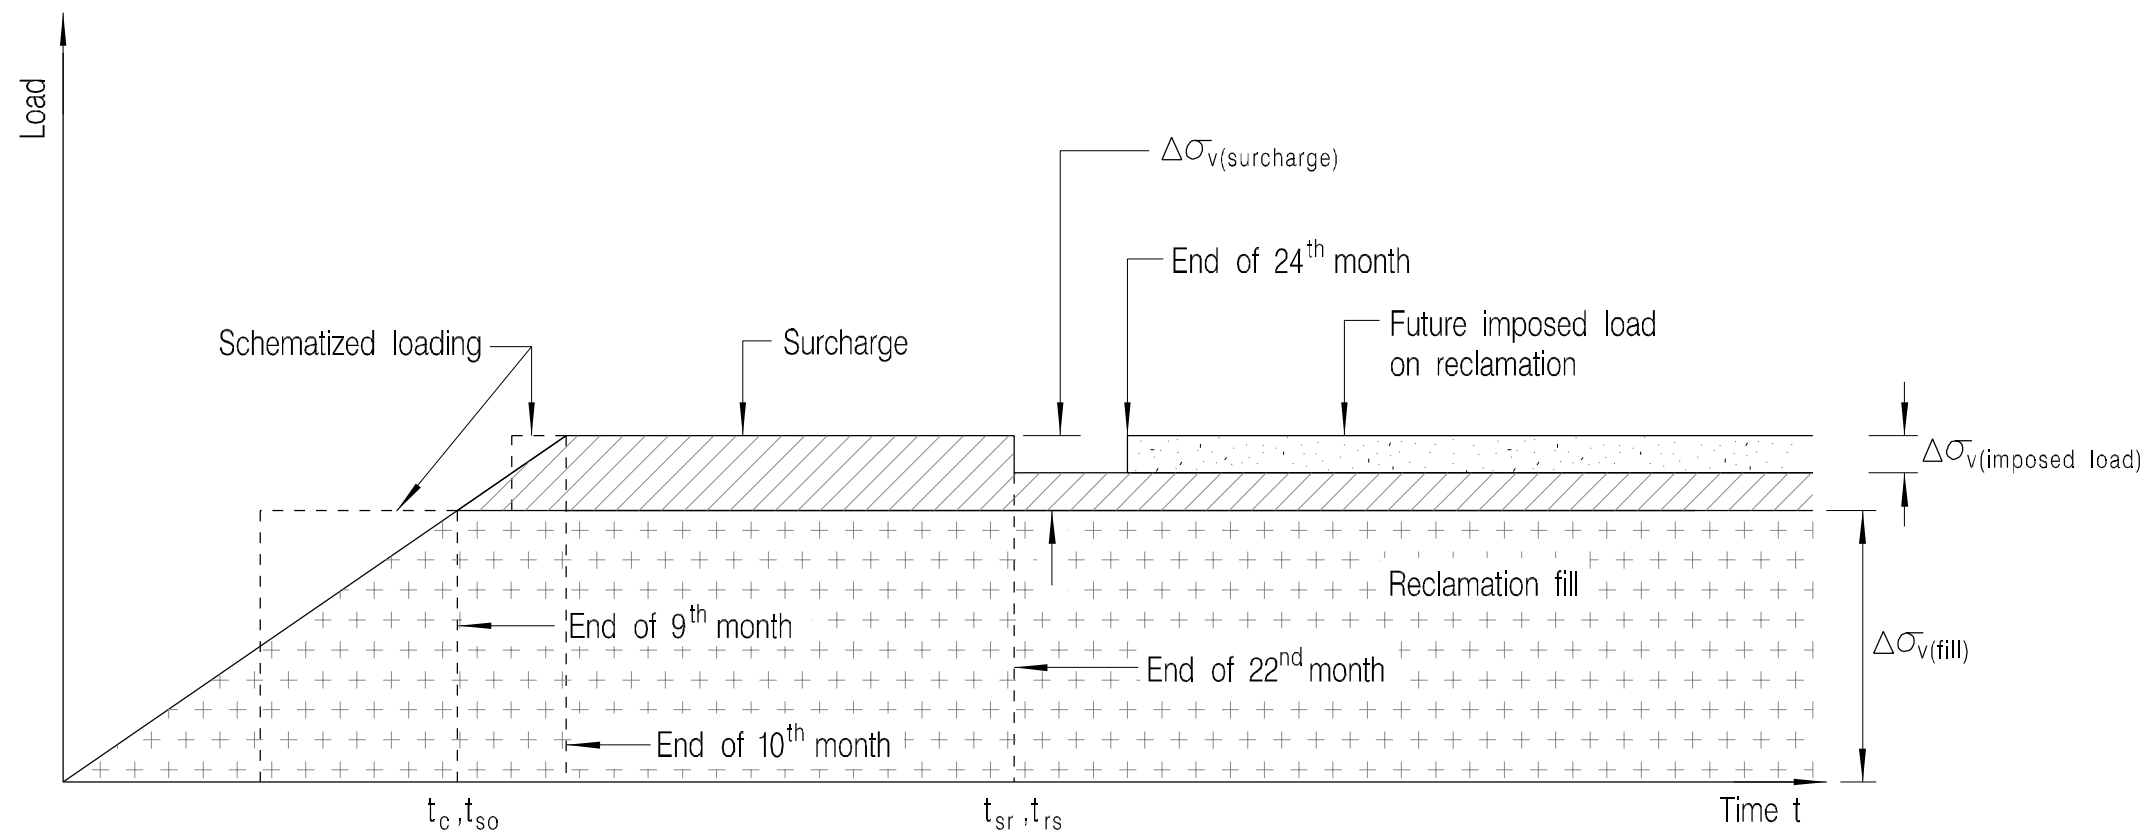 Load
Δσv(surcharge)
End of 24th month
Future imposed load
on reclamation
Schematized loading
Surcharge
Δσv(imposed load)
Reclamation fill
End of 9th month
Δσv(fill)
End of 22nd month
End of 10th month
tc ,tso
tsr ,trs
Time t